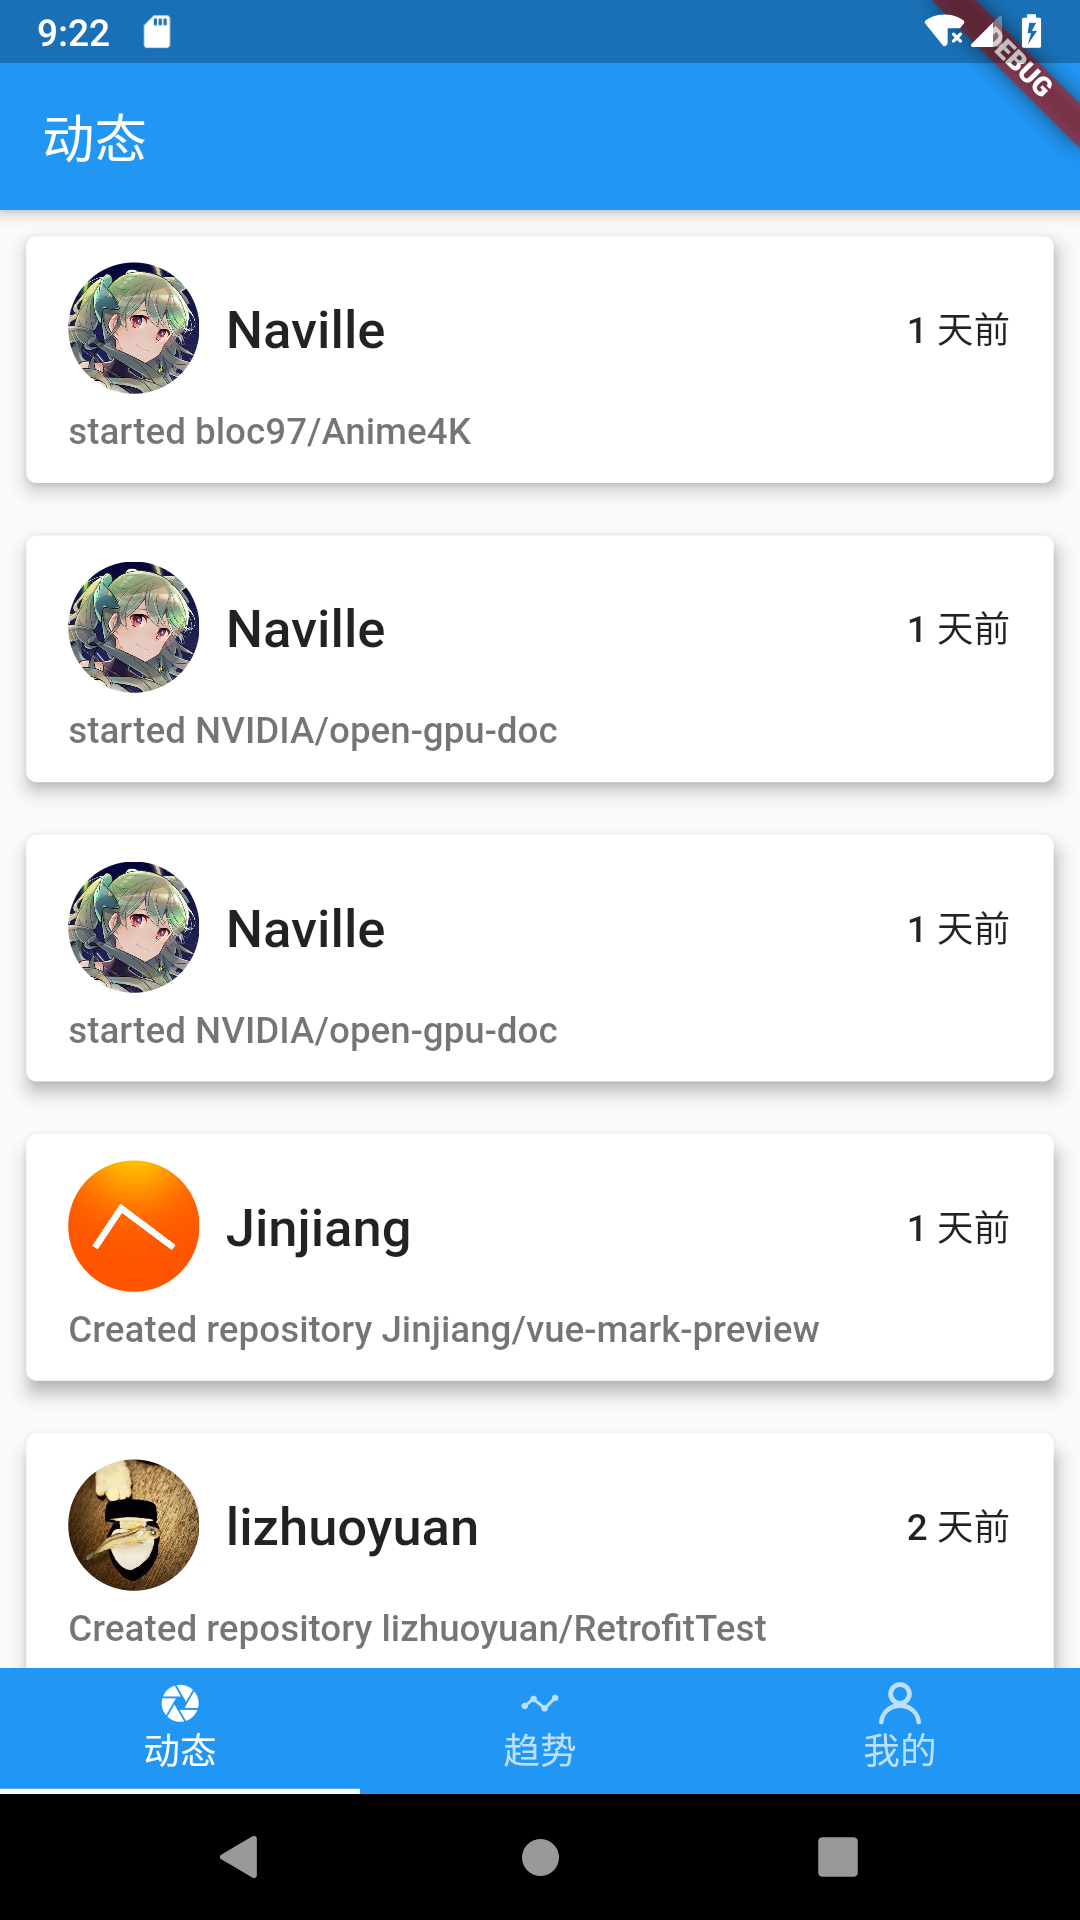 9:22
DEBUG
动态
Naville
1 天前
started bloc97/Anime4K
Naville
1 天前
started NVIDIA/open-gpu-doc
Naville
1 天前
started NVIDIA/open-gpu-doc
Jinjiang
1 天前
Created repository Jinjiang/vue-mark-preview
lizhuoyuan
2 天前
Created repository lizhuoyuan/RetrofitTest
动态
趋势
我的